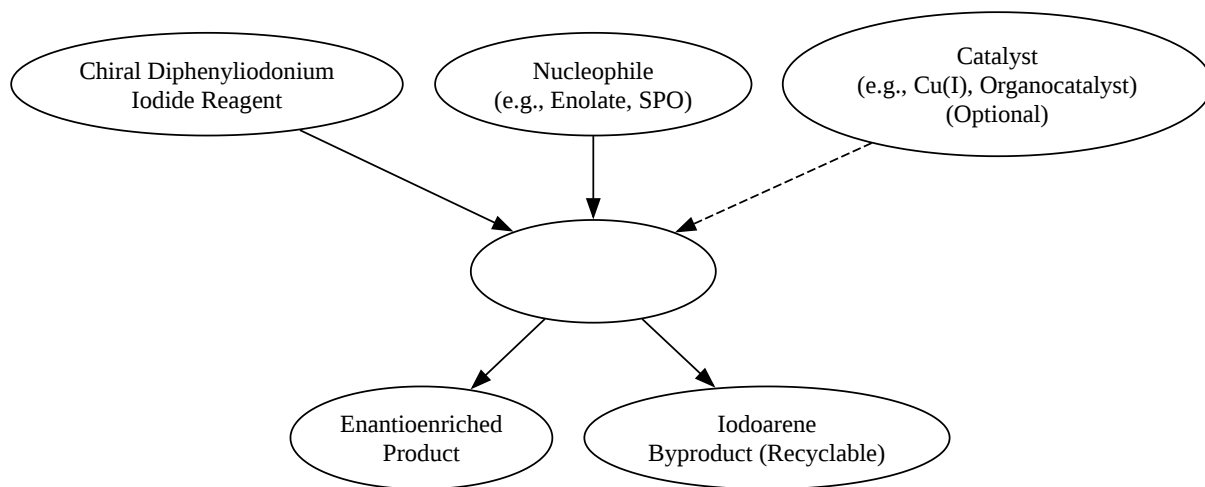 Chiral Diphenyliodonium
Iodide Reagent
Nucleophile
(e.g., Enolate, SPO)
Catalyst
(e.g., Cu(I), Organocatalyst)
(Optional)
Enantioenriched
Product
Iodoarene
Byproduct (Recyclable)